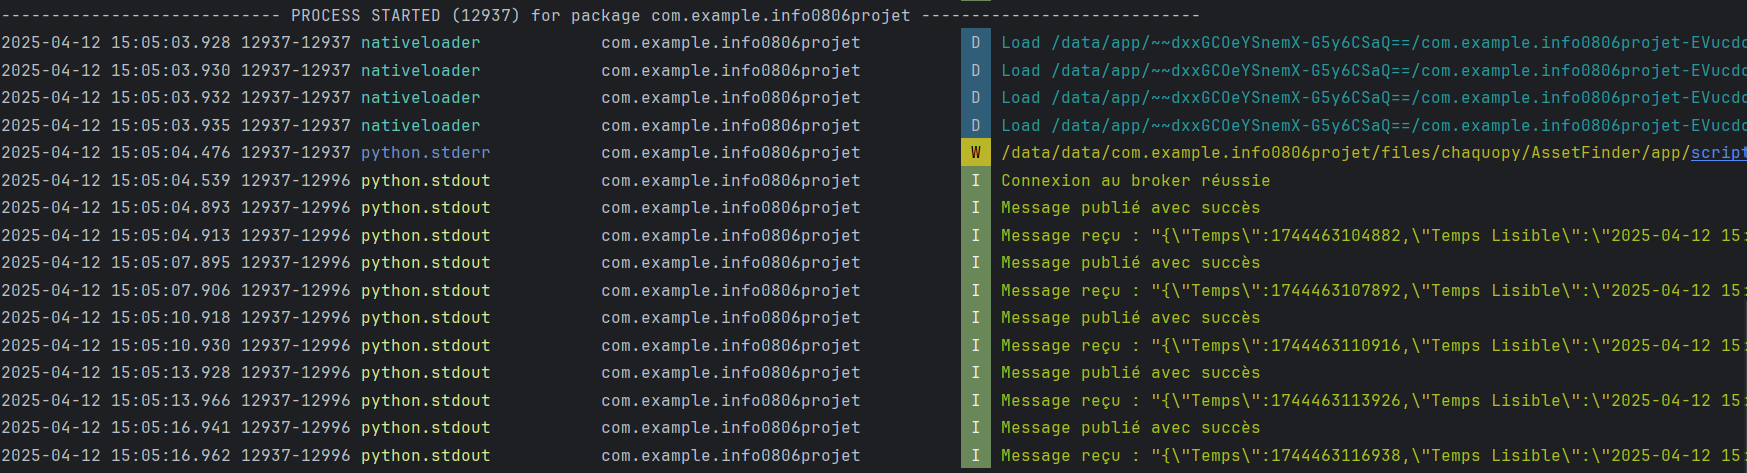 ---------------------------- PROCESS STARTED (12937) for package com.example.info0806projet ----------------------------
2025-04-12 15:05:03.928 12937-12937 nativeloader com.example.info0806projet D Load /data/app/~~dxxGCOeYSnemX-G5y6CSaQ==/com.example.info0806projet-EVucdo
2025-04-12 15:05:03.930 12937-12937 nativeloader com.example.info0806projet D Load /data/app/~~dxxGCOeYSnemX-G5y6CSaQ==/com.example.info0806projet-EVucdo
2025-04-12 15:05:03.932 12937-12937 nativeloader com.example.info0806projet D Load /data/app/~~dxxGCOeYSnemX-G5y6CSaQ==/com.example.info0806projet-EVucdo
2025-04-12 15:05:03.935 12937-12937 nativeloader com.example.info0806projet D Load /data/app/~~dxxGCOeYSnemX-G5y6CSaQ==/com.example.info0806projet-EVucdo
2025-04-12 15:05:04.476 12937-12937 python.stderr com.example.info0806projet W /data/data/com.example.info0806projet/files/chaquopy/AssetFinder/app/script
2025-04-12 15:05:04.539 12937-12996 python.stdout com.example.info0806projet I Connexion au broker réussie
2025-04-12 15:05:04.893 12937-12996 python.stdout com.example.info0806projet I Message publié avec succès
2025-04-12 15:05:04.913 12937-12996 python.stdout com.example.info0806projet I Message reçu : "{\"Temps\":1744463104882,\"Temps Lisible\":\"2025-04-12 15:
2025-04-12 15:05:07.895 12937-12996 python.stdout com.example.info0806projet I Message publié avec succès
2025-04-12 15:05:07.906 12937-12996 python.stdout com.example.info0806projet I Message reçu : "{\"Temps\":1744463107892,\"Temps Lisible\":\"2025-04-12 15:
2025-04-12 15:05:10.918 12937-12996 python.stdout com.example.info0806projet I Message publié avec succès
2025-04-12 15:05:10.930 12937-12996 python.stdout com.example.info0806projet I Message reçu : "{\"Temps\":1744463110916,\"Temps Lisible\":\"2025-04-12 15:
2025-04-12 15:05:13.928 12937-12996 python.stdout com.example.info0806projet I Message publié avec succès
2025-04-12 15:05:13.966 12937-12996 python.stdout com.example.info0806projet I Message reçu : "{\"Temps\":1744463113926,\"Temps Lisible\":\"2025-04-12 15:
2025-04-12 15:05:16.941 12937-12996 python.stdout com.example.info0806projet I Message publié avec succès
2025-04-12 15:05:16.962 12937-12996 python.stdout com.example.info0806projet I Message reçu : "{\"Temps\":1744463116938,\"Temps Lisible\":\"2025-04-12 15: